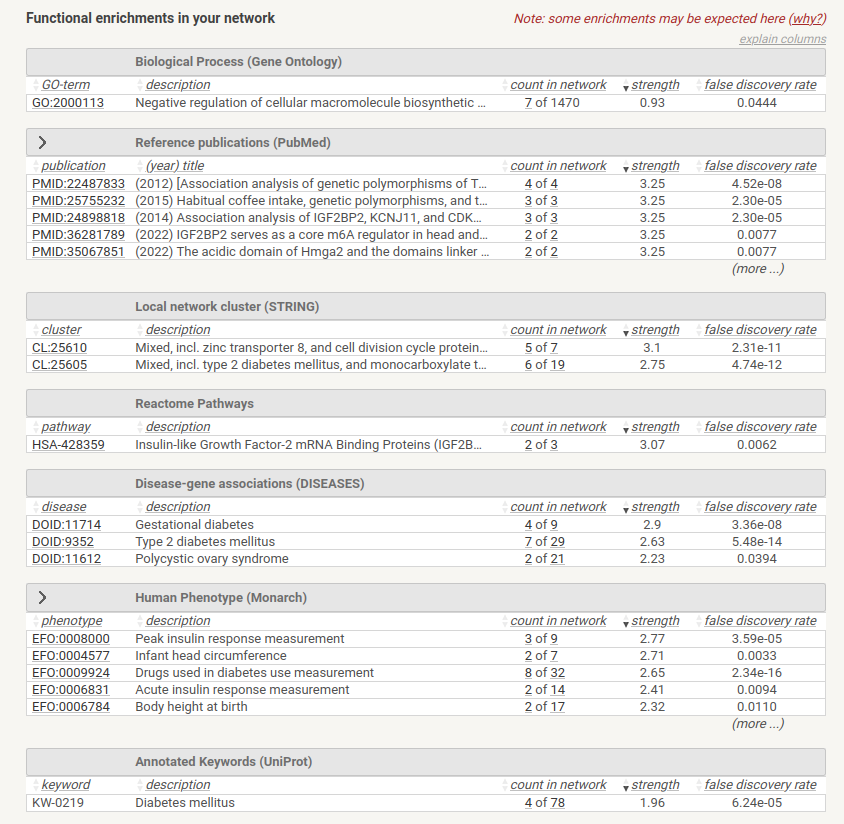 Functional enrichments in your network Note: some enrichments may be expected here (why?)
explain columns
Biological Process (Gene Ontology)
GO-term description count in network strength false discovery rate
GO:2000113 Negative regulation of cellular macromolecule biosynthetic ... 7 of 1470 0.93 0.0444
Reference publications (PubMed)
publication (year) title count in network strength false discovery rate
PMID:22487833 (2012) [Association analysis of genetic polymorphisms of T... 4 of 4 3.25 4.52e-08
PMID:25755232 (2015) Habitual coffee intake, genetic polymorphisms, and t... 3 of 3 3.25 2.30e-05
PMID:24898818 (2014) Association analysis of IGF2BP2, KCNJ11, and CDK... 3 of 3 3.25 2.30e-05
PMID:36281789 (2022) IGF2BP2 serves as a core m6A regulator in head and... 2 of 2 3.25 0.0077
PMID:35067851 (2022) The acidic domain of Hmga2 and the domains linker ... 2 of 2 3.25 0.0077
(more ...)
Local network cluster (STRING)
cluster description count in network strength false discovery rate
CL:25610 Mixed, incl. zinc transporter 8, and cell division cycle protein... 5 of 7 3.1 2.31e-11
CL:25605 Mixed, incl. type 2 diabetes mellitus, and monocarboxylate t... 6 of 19 2.75 4.74e-12
Reactome Pathways
pathway description count in network strength false discovery rate
HSA-428359 Insulin-like Growth Factor-2 mRNA Binding Proteins (IGF2B... 2 of 3 3.07 0.0062
Disease-gene associations (DISEASES)
disease description count in network strength false discovery rate
DOID:11714 Gestational diabetes 4 of 9 2.9 3.36e-08
DOID:9352 Type 2 diabetes mellitus 7 of 29 2.63 5.48e-14
DOID:11612 Polycystic ovary syndrome 2 of 21 2.23 0.0394
Human Phenotype (Monarch)
phenotype description count in network strength false discovery rate
EFO:0008000 Peak insulin response measurement 3 of 9 2.77 3.59e-05
EFO:0004577 Infant head circumference 2 of 7 2.71 0.0033
EFO:0009924 Drugs used in diabetes use measurement 8 of 32 2.65 2.34e-16
EFO:0006831 Acute insulin response measurement 2 of 14 2.41 0.0094
EFO:0006784 Body height at birth 2 of 17 2.32 0.0110
(more ...)
Annotated Keywords (UniProt)
keyword description count in network strength false discovery rate
KW-0219 Diabetes mellitus 4 of 78 1.96 6.24e-05